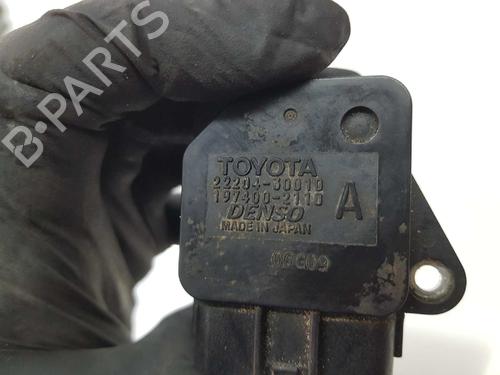 B-PARTS
TOYOTA
22204-30010
197400-2110
A
DENSO
MADE IN JAPAN